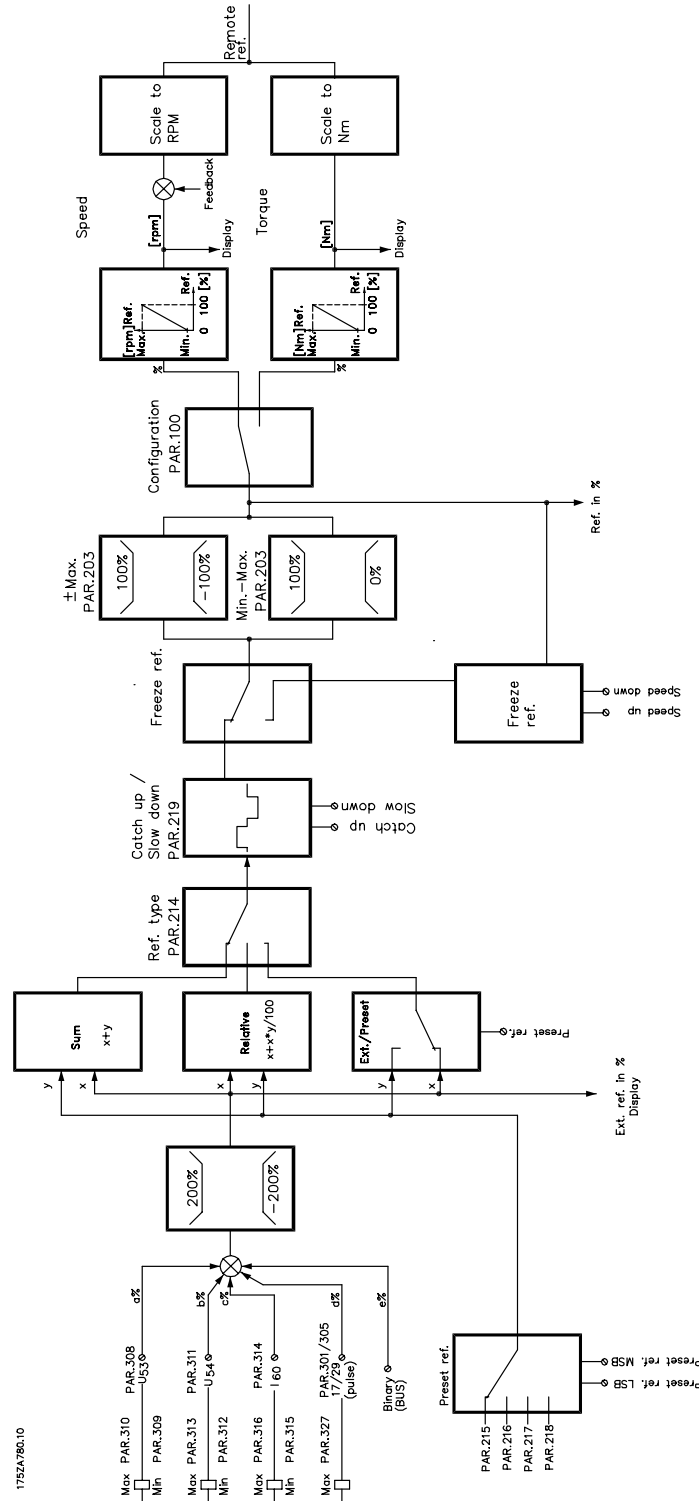 175ZA780.10
Max PAR.310
Min PAR.309
PAR.308
U53
a%
Max PAR.313
Min PAR.312
PAR.311
U54
b%
Max PAR.316
Min PAR.315
PAR.314
I60
c%
Max PAR.327
PAR.301/305
17/29
(pulse)
d%
Binary
(BUS)
e%
Preset ref.
PAR.215
PAR.216
PAR.217
PAR.218
Preset ref. LSB
Preset ref. MSB
200%
-200%
Ext. ref. in %
Display
y
x
Sum
x+y
x
y
Relative
x+x*y/100
y
x
Ext./Preset
Preset ref.
Ref. type
PAR.214
Catch up /
Slow down
PAR.219
Catch up
Slow down
Freeze ref.
Freeze
ref.
Speed up
Speed down
±Max.
PAR.203
100%
-100%
Min.-Max.
PAR.203
100%
0%
Ref. in %
Configuration
PAR.100
%
[rpm]Ref.
Max.
Min.
Ref.
0 100 [%]
%
[Nm]Ref.
Max.
Min.
Ref.
0 100 [%]
Speed
[rpm]
Display
Feedback
Torque
[Nm]
Display
Scale to
RPM
Scale to
Nm
Remote
ref.